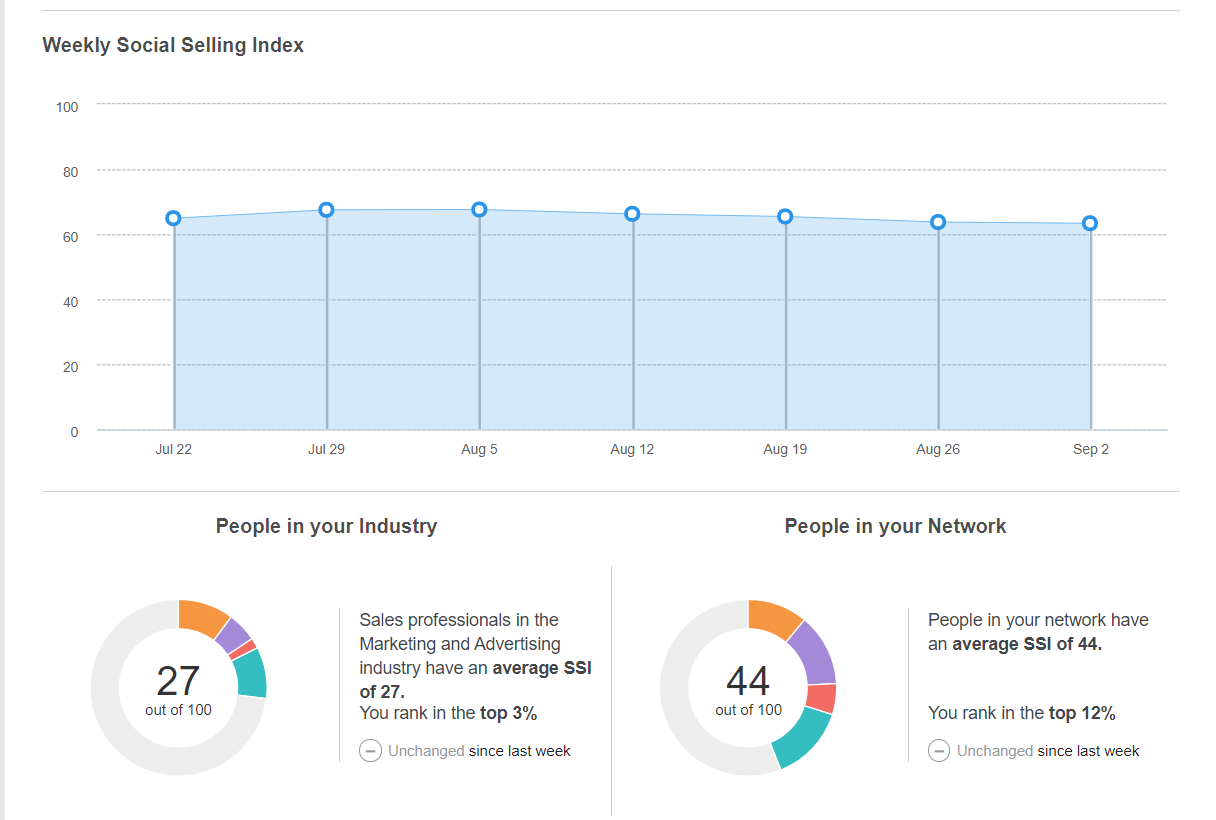 Weekly Social Selling Index
100
80
60
40
20
0
Jul 22 Jul 29 Aug 5 Aug 12 Aug 19 Aug 26 Sep 2
People in your Industry
27
out of 100
Sales professionals in the
Marketing and Advertising
industry have an average SSI
of 27.
You rank in the top 3%
Unchanged since last week
People in your Network
44
out of 100
People in your network have
an average SSI of 44.
You rank in the top 12%
Unchanged since last week